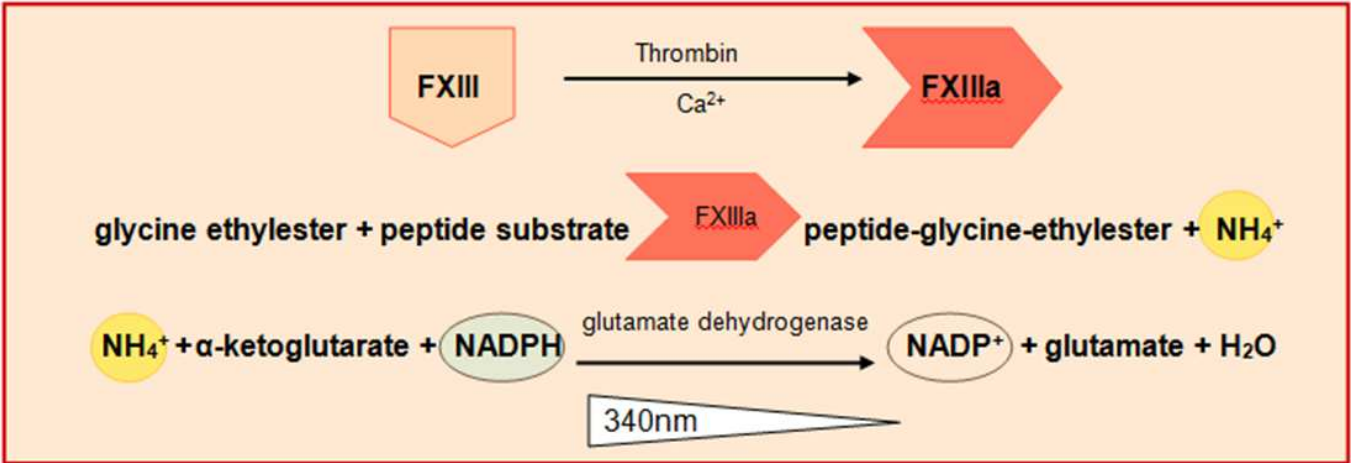 Thrombin
FXIII
FXIIIa
Ca²⁺
glycine ethylester + peptide substrate FXIIIa peptide-glycine-ethylester + NH₄⁺
glutamate dehydrogenase
NH₄⁺ + α-ketoglutarate + NADPH NADP⁺ + glutamate + H₂O
340nm